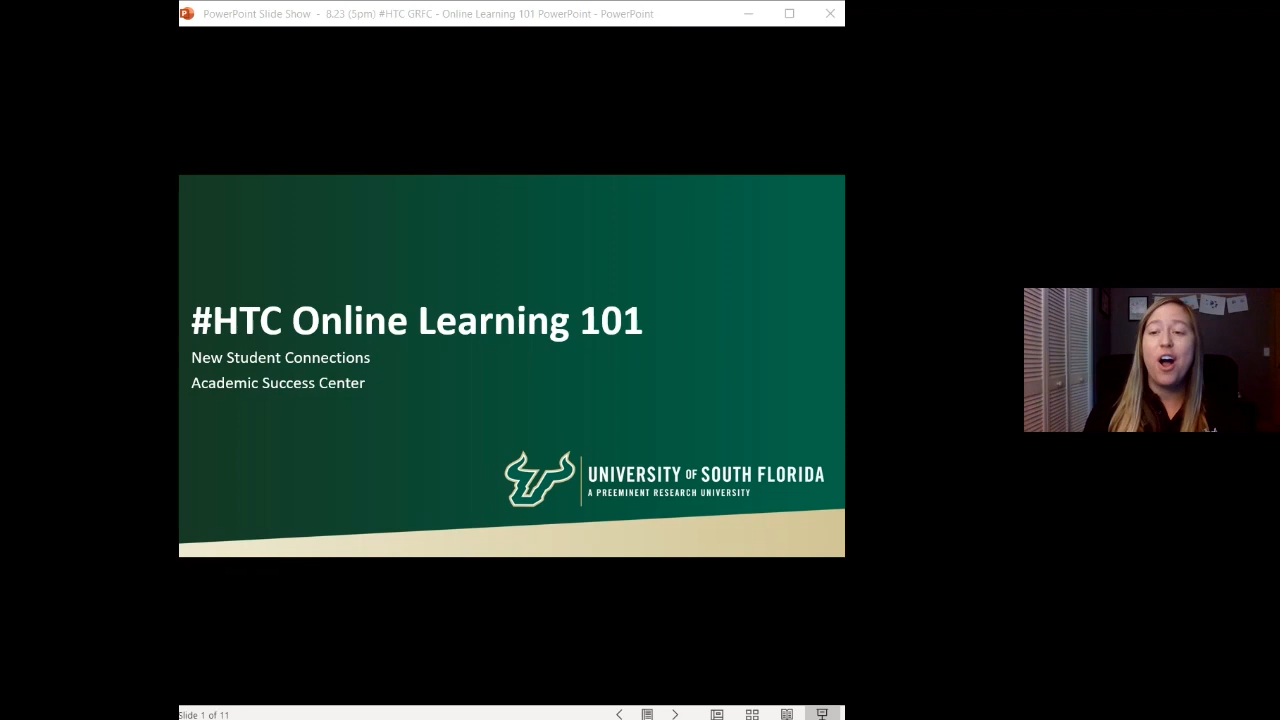 PowerPoint Slide Show - 8.23 (5pm) #HTC GRFC - Online Learning 101 PowerPoint - PowerPoint
#HTC Online Learning 101
New Student Connections
Academic Success Center
UNIVERSITY OF SOUTH FLORIDA
A PREEMINENT RESEARCH UNIVERSITY
Slide 1 of 11